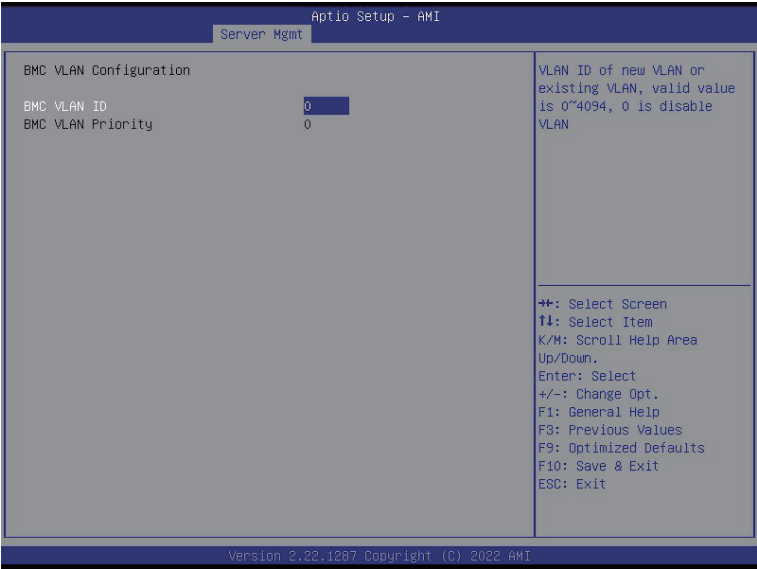 Aptio Setup – AMI
Server Mgmt
BMC VLAN Configuration
BMC VLAN ID 0
BMC VLAN Priority 0
VLAN ID of new VLAN or
existing VLAN, valid value
is 0~4094, 0 is disable
VLAN
→←: Select Screen
↑↓: Select Item
K/M: Scroll Help Area
Up/Down.
Enter: Select
+/-: Change Opt.
F1: General Help
F3: Previous Values
F9: Optimized Defaults
F10: Save & Exit
ESC: Exit
Version 2.22.1287 Copyright (C) 2022 AMI